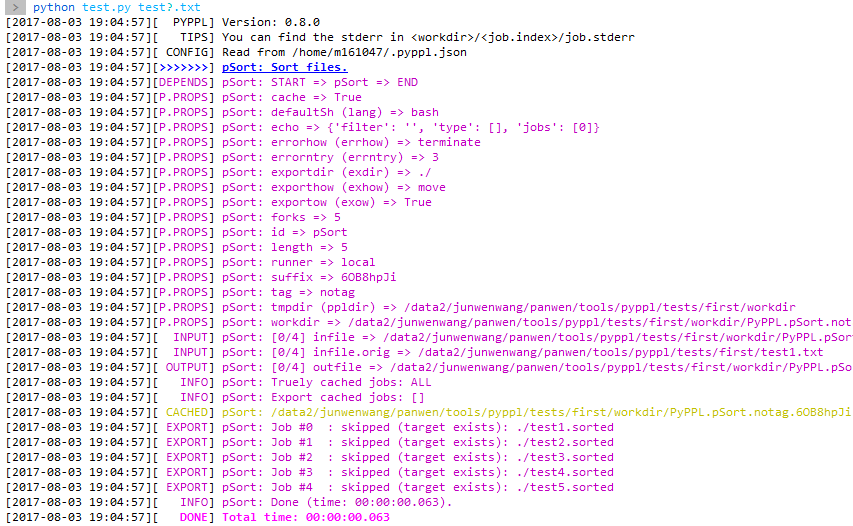 > python test.py test?.txt
[2017-08-03 19:04:57][  PYPPL] Version: 0.8.0
[2017-08-03 19:04:57][   TIPS] You can find the stderr in <workdir>/<job.index>/job.stderr
[2017-08-03 19:04:57][ CONFIG] Read from /home/m161047/.pyppl.json
[2017-08-03 19:04:57][>>>>>>>] pSort: Sort files.
[2017-08-03 19:04:57][DEPENDS] pSort: START => pSort => END
[2017-08-03 19:04:57][P.PROPS] pSort: cache => True
[2017-08-03 19:04:57][P.PROPS] pSort: defaultSh (lang) => bash
[2017-08-03 19:04:57][P.PROPS] pSort: echo => {'filter': '', 'type': [], 'jobs': [0]}
[2017-08-03 19:04:57][P.PROPS] pSort: errorhow (errhow) => terminate
[2017-08-03 19:04:57][P.PROPS] pSort: errorntry (errntry) => 3
[2017-08-03 19:04:57][P.PROPS] pSort: exportdir (exdir) => ./
[2017-08-03 19:04:57][P.PROPS] pSort: exporthow (exhow) => move
[2017-08-03 19:04:57][P.PROPS] pSort: exportow (exow) => True
[2017-08-03 19:04:57][P.PROPS] pSort: forks => 5
[2017-08-03 19:04:57][P.PROPS] pSort: id => pSort
[2017-08-03 19:04:57][P.PROPS] pSort: length => 5
[2017-08-03 19:04:57][P.PROPS] pSort: runner => local
[2017-08-03 19:04:57][P.PROPS] pSort: suffix => 6OB8hpJi
[2017-08-03 19:04:57][P.PROPS] pSort: tag => notag
[2017-08-03 19:04:57][P.PROPS] pSort: tmpdir (ppldir) => /data2/junwenwang/panwen/tools/pyppl/tests/first/workdir
[2017-08-03 19:04:57][P.PROPS] pSort: workdir => /data2/junwenwang/panwen/tools/pyppl/tests/first/workdir/PyPPL.pSort.not
[2017-08-03 19:04:57][  INPUT] pSort: [0/4] infile => /data2/junwenwang/panwen/tools/pyppl/tests/first/workdir/PyPPL.pSor
[2017-08-03 19:04:57][  INPUT] pSort: [0/4] infile.orig => /data2/junwenwang/panwen/tools/pyppl/tests/first/test1.txt
[2017-08-03 19:04:57][ OUTPUT] pSort: [0/4] outfile => /data2/junwenwang/panwen/tools/pyppl/tests/first/workdir/PyPPL.pSo
[2017-08-03 19:04:57][   INFO] pSort: Truely cached jobs: ALL
[2017-08-03 19:04:57][   INFO] pSort: Export cached jobs: []
[2017-08-03 19:04:57][ CACHED] pSort: /data2/junwenwang/panwen/tools/pyppl/tests/first/workdir/PyPPL.pSort.notag.6OB8hpJi
[2017-08-03 19:04:57][ EXPORT] pSort: Job #0  : skipped (target exists): ./test1.sorted
[2017-08-03 19:04:57][ EXPORT] pSort: Job #1  : skipped (target exists): ./test2.sorted
[2017-08-03 19:04:57][ EXPORT] pSort: Job #2  : skipped (target exists): ./test3.sorted
[2017-08-03 19:04:57][ EXPORT] pSort: Job #3  : skipped (target exists): ./test4.sorted
[2017-08-03 19:04:57][ EXPORT] pSort: Job #4  : skipped (target exists): ./test5.sorted
[2017-08-03 19:04:57][   INFO] pSort: Done (time: 00:00:00.063).
[2017-08-03 19:04:57][   DONE] Total time: 00:00:00.063